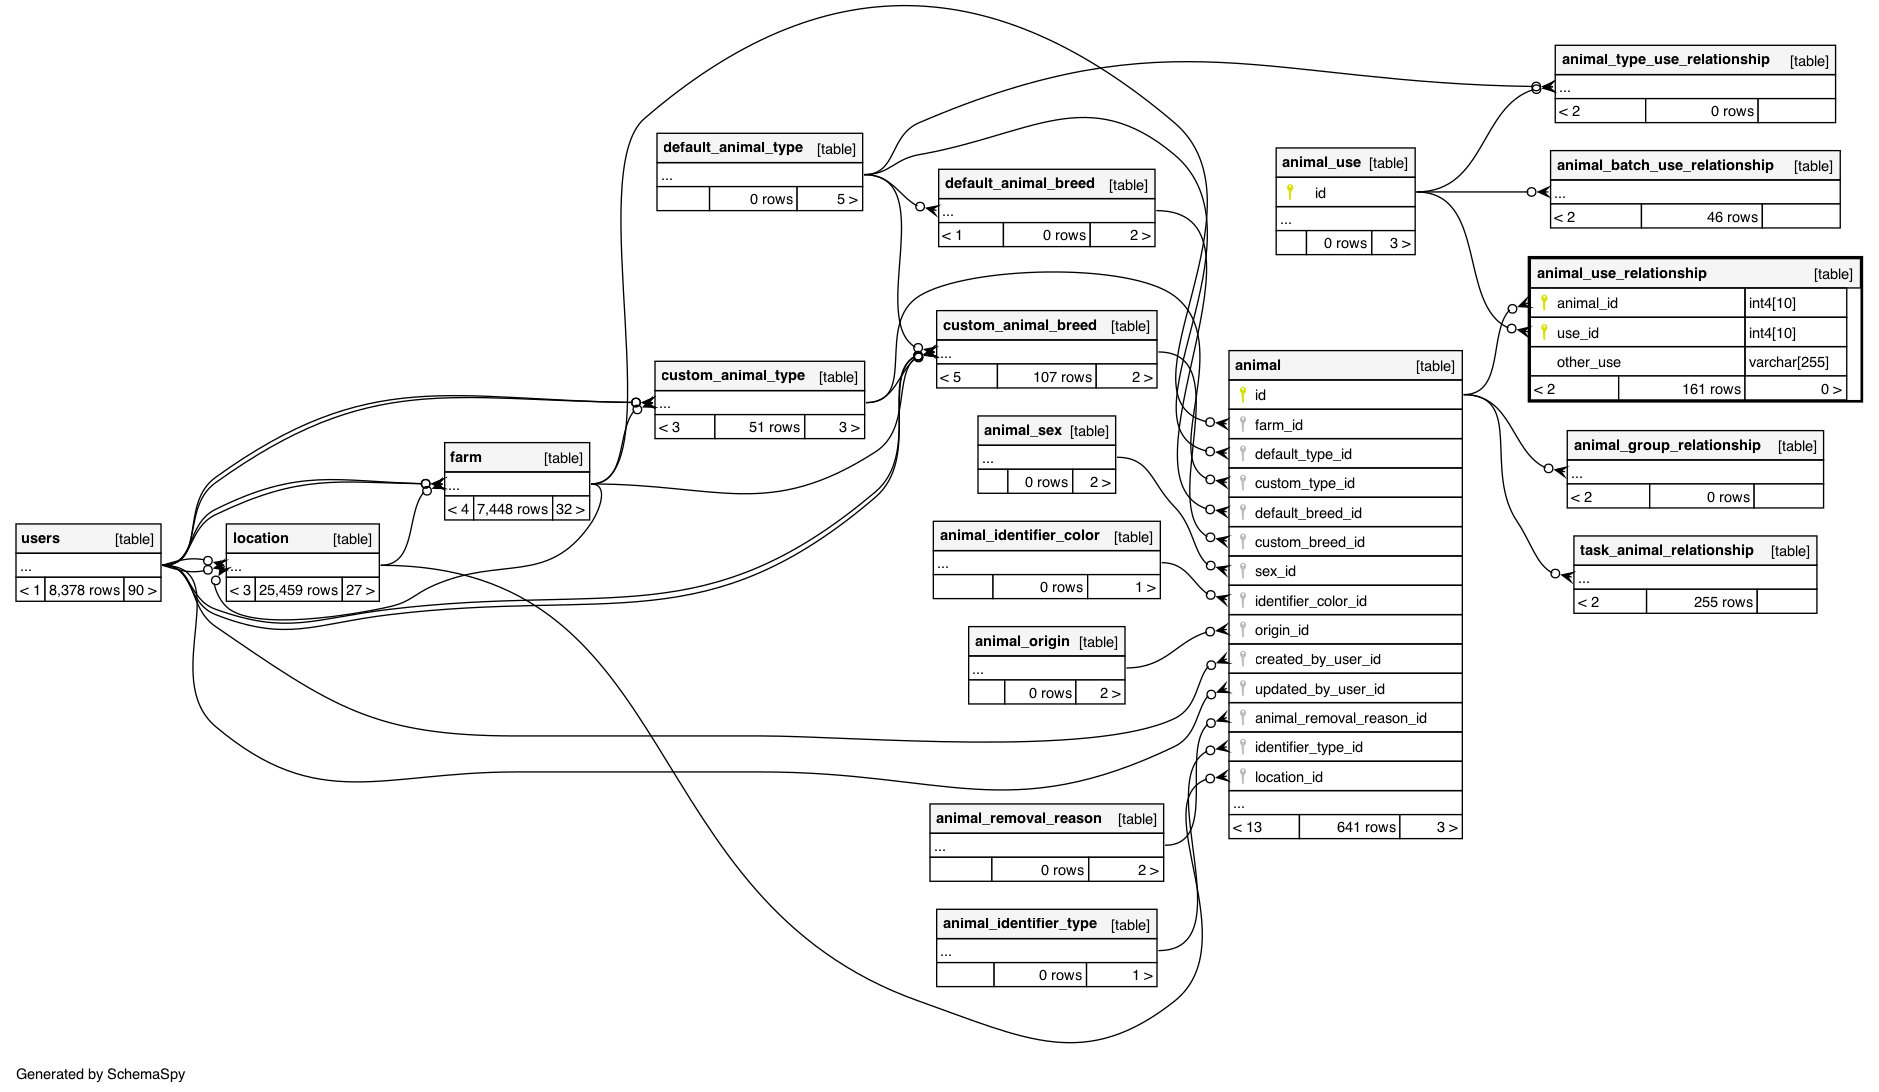 animal_type_use_relationship [table]
...
< 2 0 rows
default_animal_type [table]
...
0 rows 5 >
animal_use [table]
id
...
0 rows 3 >
animal_batch_use_relationship [table]
...
< 2 46 rows
default_animal_breed [table]
...
< 1 0 rows 2 >
animal_use_relationship [table]
animal_id int4[10]
use_id int4[10]
other_use varchar[255]
< 2 161 rows 0 >
custom_animal_breed [table]
...
< 5 107 rows 2 >
custom_animal_type [table]
...
< 3 51 rows 3 >
animal [table]
id
farm_id
default_type_id
custom_type_id
default_breed_id
custom_breed_id
sex_id
identifier_color_id
origin_id
created_by_user_id
updated_by_user_id
animal_removal_reason_id
identifier_type_id
location_id
...
< 13 641 rows 3 >
animal_sex [table]
...
0 rows 2 >
animal_group_relationship [table]
...
< 2 0 rows
farm [table]
...
< 4 7,448 rows 32 >
users [table]
...
< 1 8,378 rows 90 >
location [table]
...
< 3 25,459 rows 27 >
animal_identifier_color [table]
...
0 rows 1 >
task_animal_relationship [table]
...
< 2 255 rows
animal_origin [table]
...
0 rows 2 >
animal_removal_reason [table]
...
0 rows 2 >
animal_identifier_type [table]
...
0 rows 1 >
Generated by SchemaSpy